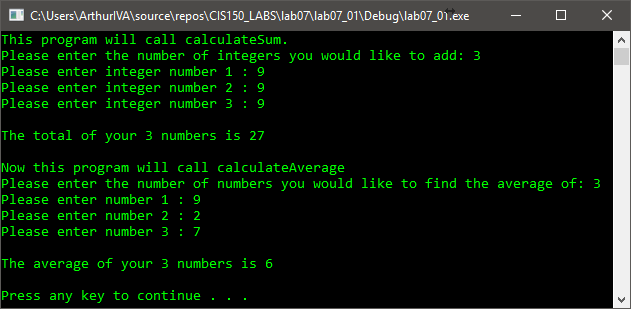 C:\Users\ArthurIVA\source\repos\CIS150_LABS\lab07\lab07_01\Debug\lab07_01.exe
This program will call calculateSum.
Please enter the number of integers you would like to add: 3
Please enter integer number 1 : 9
Please enter integer number 2 : 9
Please enter integer number 3 : 9
The total of your 3 numbers is 27
Now this program will call calculateAverage
Please enter the number of numbers you would like to find the average of: 3
Please enter number 1 : 9
Please enter number 2 : 2
Please enter number 3 : 7
The average of your 3 numbers is 6
Press any key to continue . . .